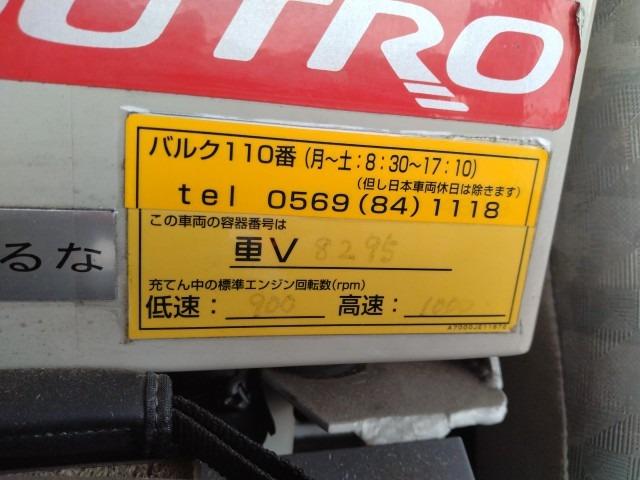 OUTRO
バルク110番 (月〜土:8:30〜17:10)
(但し日本車両休日は除きます)
tel 0569 (84) 1118
この車両の容器番号は
重V 8295
るな
充てん中の標準エンジン回転数(rpm)
低速: 900 高速: 1000